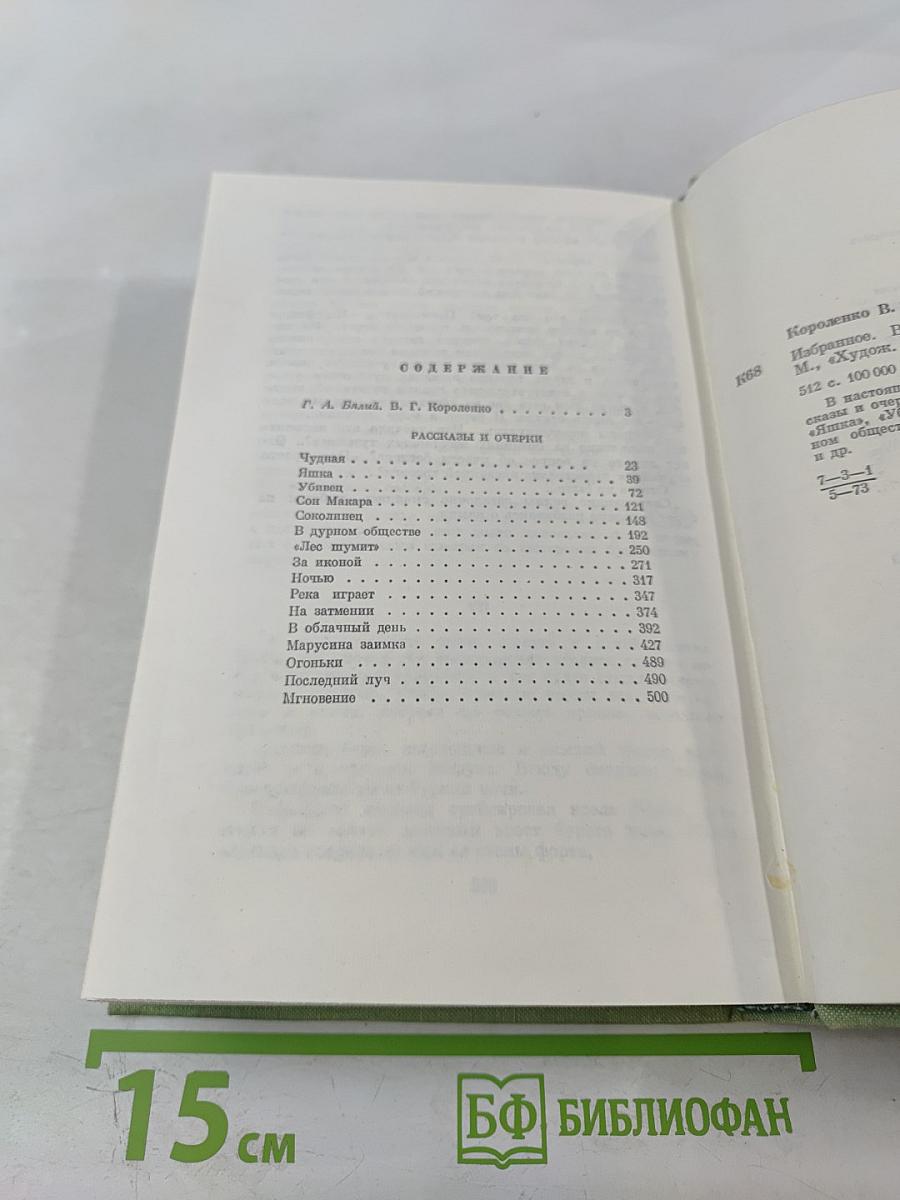 СОДЕРЖАНИЕ
Г. А. Бялый. В. Г. Короленко . . . . . . . . . 3
РАССКАЗЫ И ОЧЕРКИ
Чудная . . . . . . . . . . . . . . . . . 23
Яшка . . . . . . . . . . . . . . . . . . 39
Убивец . . . . . . . . . . . . . . . . . 72
Сон Макара . . . . . . . . . . . . . . . 121
Соколинец . . . . . . . . . . . . . . . 148
В дурном обществе . . . . . . . . . . . 192
«Лес шумит» . . . . . . . . . . . . . . 250
За иконой . . . . . . . . . . . . . . . 271
Ночью . . . . . . . . . . . . . . . . . 317
Река играет . . . . . . . . . . . . . . 347
На затмении . . . . . . . . . . . . . . 374
В облачный день . . . . . . . . . . . . 392
Марусина заимка . . . . . . . . . . . . 427
Огоньки . . . . . . . . . . . . . . . . 489
Последний луч . . . . . . . . . . . . . 490
Мгновение . . . . . . . . . . . . . . . 500
Короленко В.
К68
Избранное. В
М., «Худож.
512 с. 100 000
В настоящ
сказы и очер
«Яшка», «Уб
ном общест
и др.
7—3—1
5—73
15 см
БФ БИБЛИОФАН